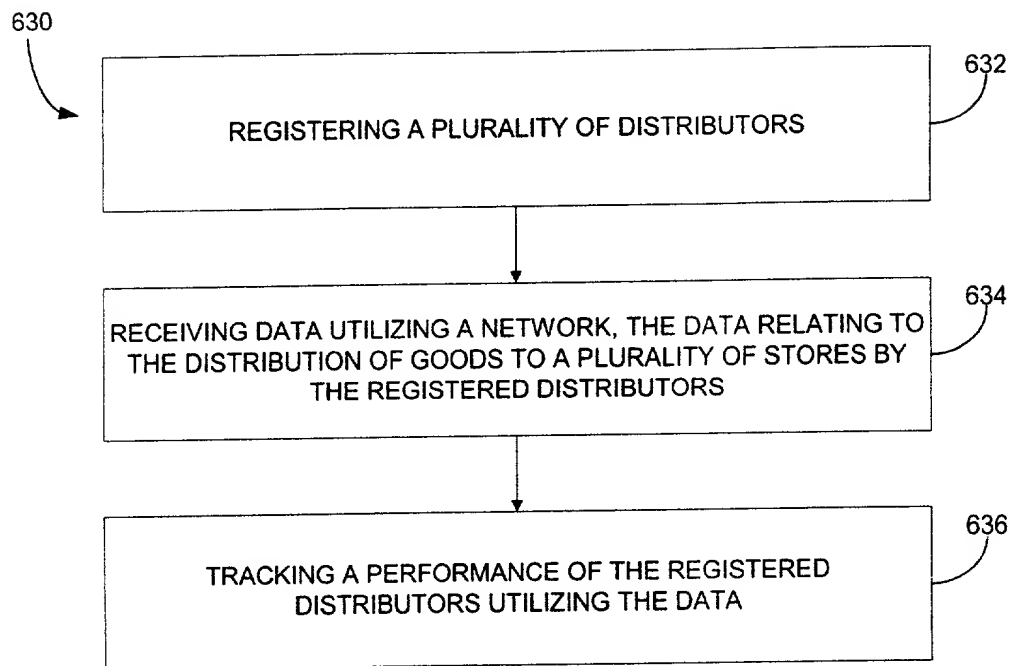 630
632
REGISTERING A PLURALITY OF DISTRIBUTORS
634
RECEIVING DATA UTILIZING A NETWORK, THE DATA RELATING TO
THE DISTRIBUTION OF GOODS TO A PLURALITY OF STORES BY
THE REGISTERED DISTRIBUTORS
636
TRACKING A PERFORMANCE OF THE REGISTERED
DISTRIBUTORS UTILIZING THE DATA